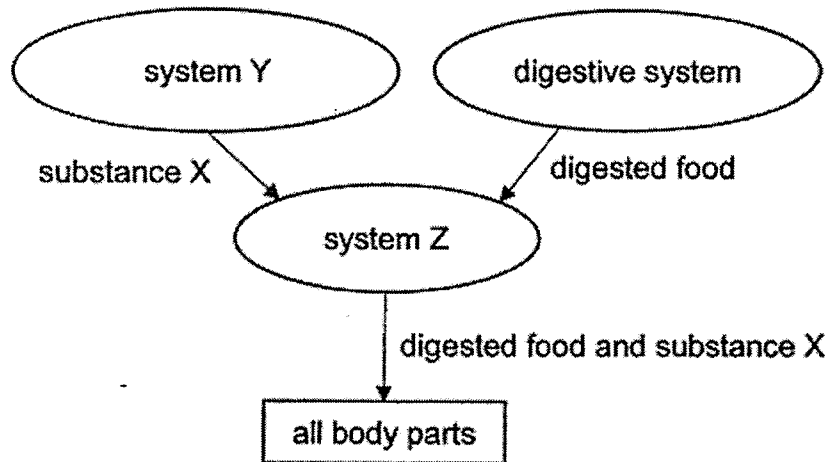 system Y
digestive system
substance X
digested food
system Z
digested food and substance X
all body parts